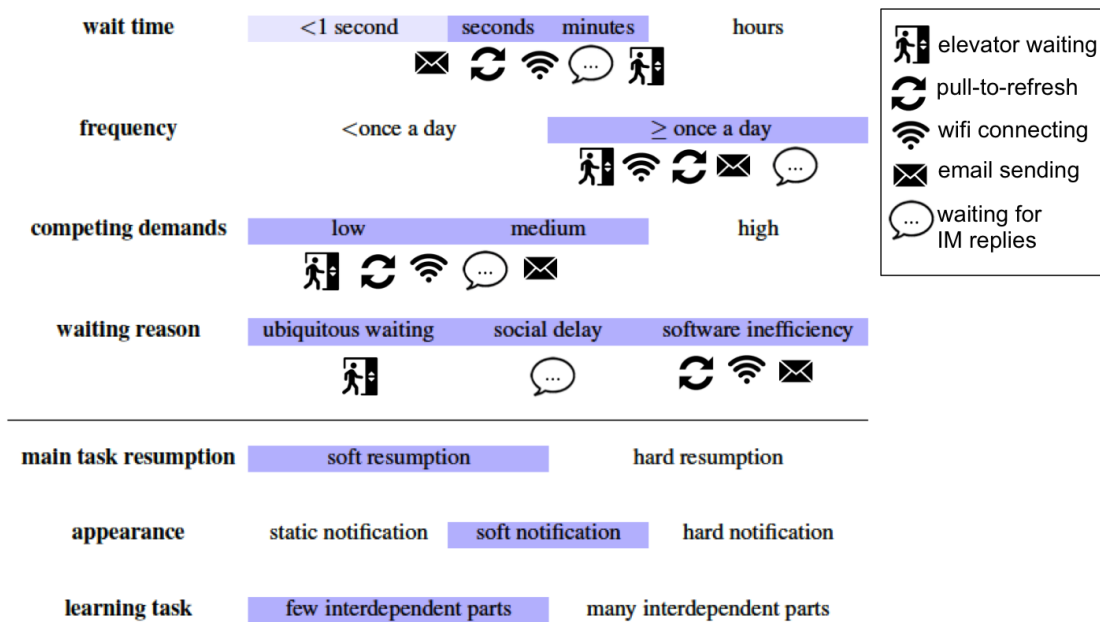 wait time <1 second seconds minutes hours
frequency <once a day ≥ once a day
competing demands low medium high
waiting reason ubiquitous waiting social delay software inefficiency
main task resumption soft resumption hard resumption
appearance static notification soft notification hard notification
learning task few interdependent parts many interdependent parts
elevator waiting
pull-to-refresh
wifi connecting
email sending
waiting for
IM replies